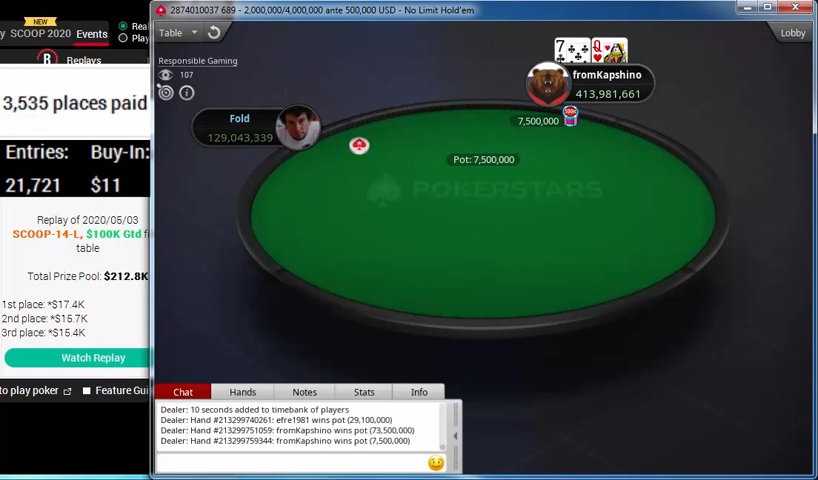 2874010037 689 - 2,000,000/4,000,000 ante 500,000 USD - No Limit Hold'em
Table
Lobby
NEW
SCOOP 2020
Events
Replays
3,535 places paid
Entries:
Buy-In:
21,721
$11
Replay of 2020/05/03
SCOOP-14-L, $100K Gtd fi
table
Total Prize Pool: $212.8K
1st place: *$17.4K
2nd place: *$15.7K
3rd place: *$15.4K
Watch Replay
to play poker
Feature Gui
Responsible Gaming
107
7
Q
fromKapshino
413,981,661
Fold
129,043,339
7,500,000
Pot: 7,500,000
POKERSTARS
Chat
Hands
Notes
Stats
Info
Dealer: 10 seconds added to timebank of players
Dealer: Hand #213299740261: efre1981 wins pot (29,100,000)
Dealer: Hand #213299751059: fromKapshino wins pot (73,500,000)
Dealer: Hand #213299759344: fromKapshino wins pot (7,500,000)